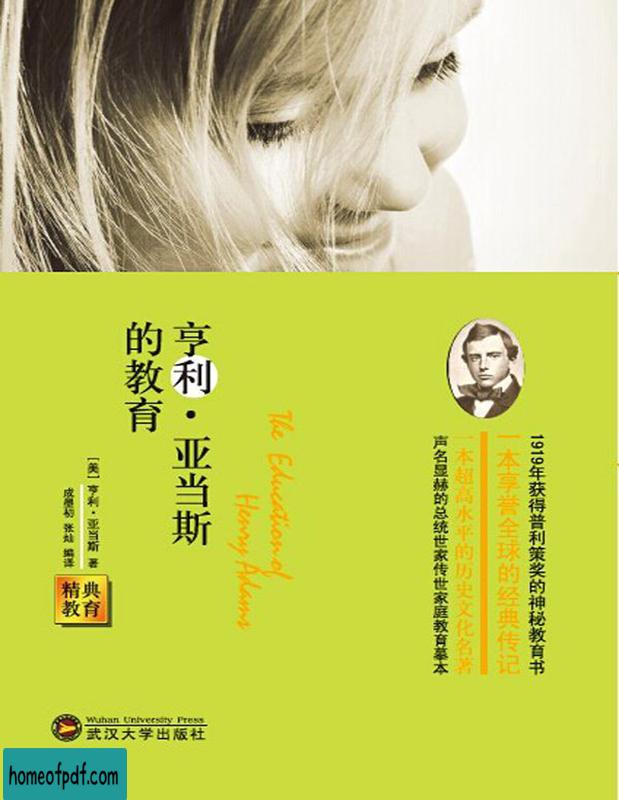 亨利·亚当斯
的教育
The Education of
Henry Adams
[美] 亨利·亚当斯 著
成墨初 张灿 编译
精典
教育
1919年获得普利策奖的神秘教育书
一本享誉全球的经典传记
一本超高水平的历史文化名著
声名显赫的总统世家传世家庭教育摹本
Wuhan University Press
武汉大学出版社
homeofpdf.com